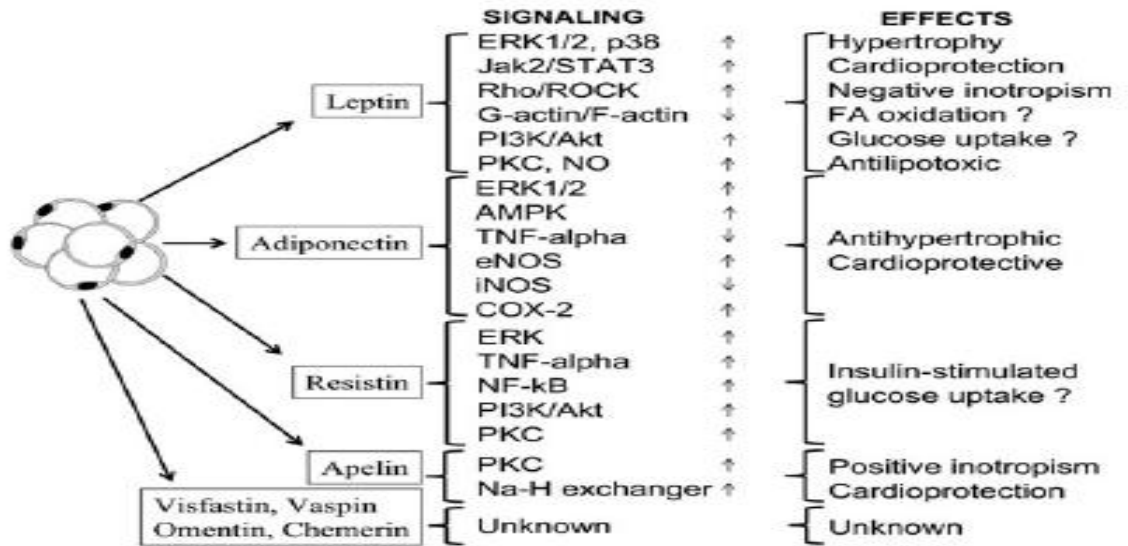 SIGNALING EFFECTS
ERK1/2, p38 ↑ Hypertrophy
Jak2/STAT3 ↑ Cardioprotection
Leptin Rho/ROCK ↑ Negative inotropism
G-actin/F-actin ↓ FA oxidation ?
PI3K/Akt ↑ Glucose uptake ?
PKC, NO ↑ Antilipotoxic
ERK1/2 ↑
AMPK ↑
Adiponectin TNF-alpha ↓ Antihypertrophic
eNOS ↑ Cardioprotective
iNOS ↓
COX-2 ↑
ERK ↑
TNF-alpha ↑
Resistin NF-kB ↑ Insulin-stimulated
PI3K/Akt ↑ glucose uptake ?
PKC ↑
Apelin PKC ↑ Positive inotropism
Na-H exchanger ↑ Cardioprotection
Visfastin, Vaspin
Omentin, Chemerin Unknown Unknown